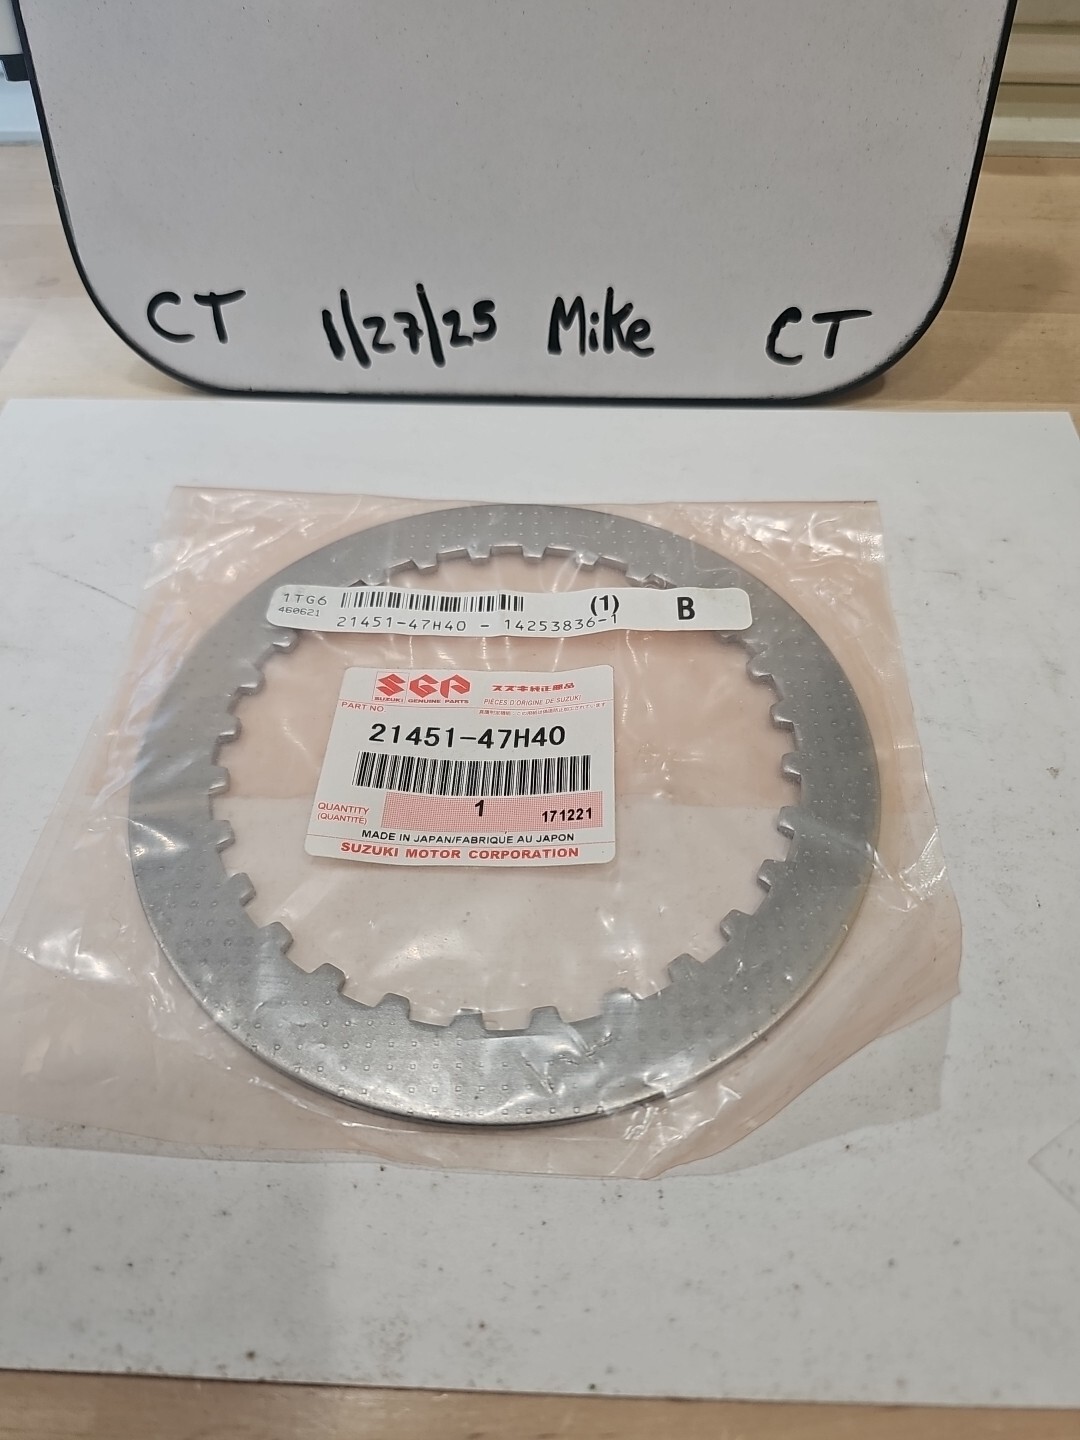 CT 1/27/25 Mike CT
1TG6 (1) B
460621 21451-47H40 - 14253836-1
SGP スズキ純正部品
SUZUKI GENUINE PARTS PIÈCES D'ORIGINE DE SUZUKI
PART NO
21451-47H40
QUANTITY 1
(QUANTITÉ) 171221
MADE IN JAPAN/FABRIQUE AU JAPON
SUZUKI MOTOR CORPORATION